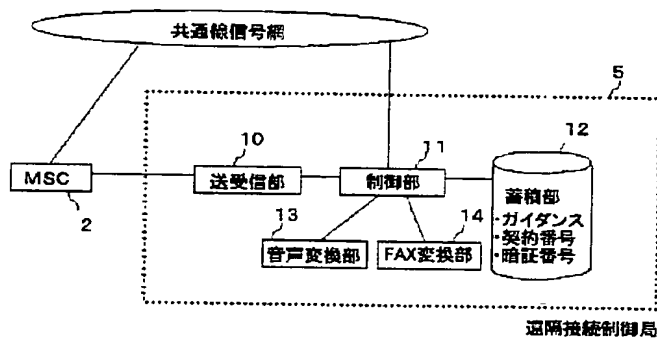 共通線信号網
5
10
11
12
MSC
送受信部
制御部
蓄積部
・ガイダンス
・契約番号
・暗証番号
2
13
14
音声変換部
FAX変換部
遠隔接続制御局